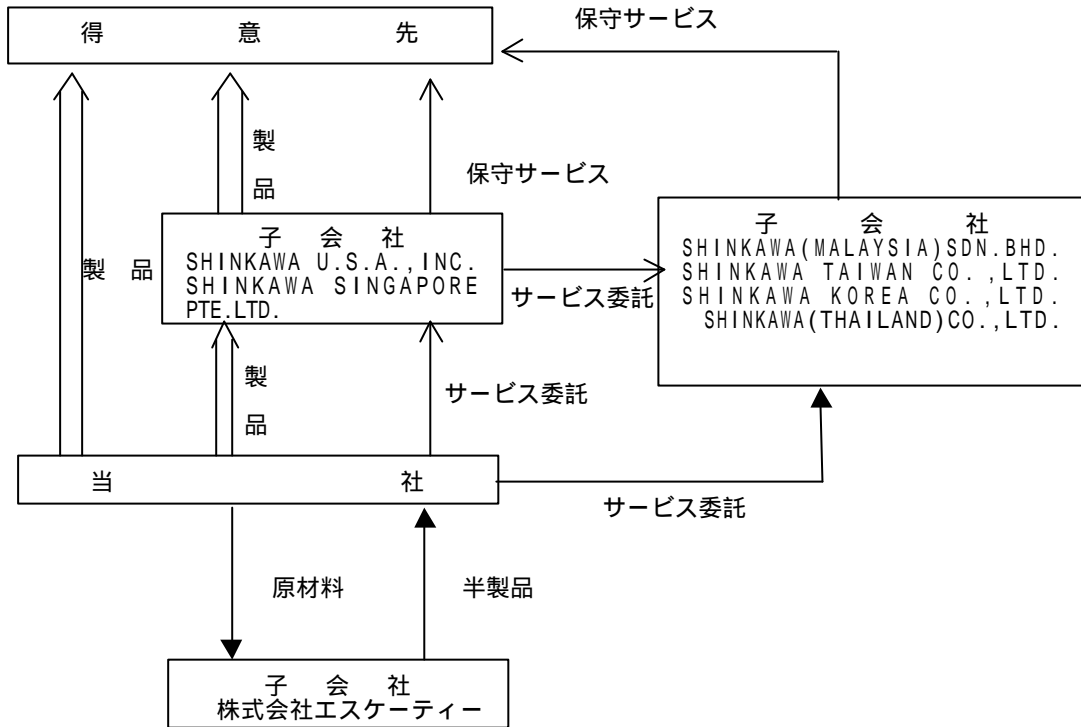 保守サービス
得意先
製品
保守サービス
子会社
SHINKAWA U.S.A.,INC.
SHINKAWA SINGAPORE
PTE.LTD.
子会社
SHINKAWA(MALAYSIA)SDN.BHD.
SHINKAWA TAIWAN CO.,LTD.
SHINKAWA KOREA CO.,LTD.
SHINKAWA(THAILAND)CO.,LTD.
製品
サービス委託
製品
サービス委託
当社
サービス委託
原材料
半製品
子会社
株式会社エスケーティー